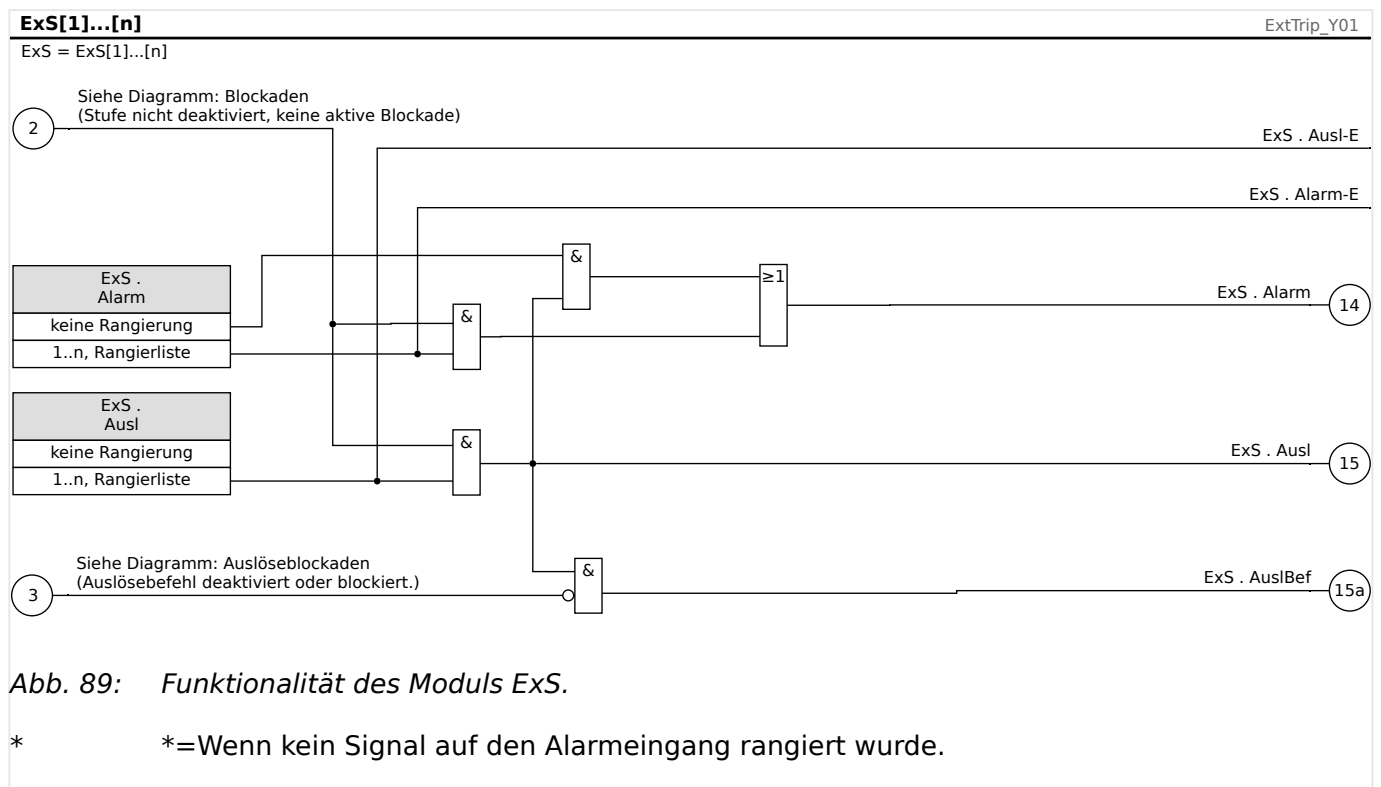 ExS[1]...[n]
ExtTrip_Y01
ExS = ExS[1]...[n]
Siehe Diagramm: Blockaden
(Stufe nicht deaktiviert, keine aktive Blockade)
2
ExS . Ausl-E
ExS . Alarm-E
&
ExS .
Alarm
≥1
ExS . Alarm
14
keine Rangierung
&
1..n, Rangierliste
ExS .
Ausl
&
keine Rangierung
ExS . Ausl
15
1..n, Rangierliste
Siehe Diagramm: Auslöseblockaden
(Auslösebefehl deaktiviert oder blockiert.)
3
&
ExS . AuslBef
15a
Abb. 89: Funktionalität des Moduls ExS.
* *=Wenn kein Signal auf den Alarmeingang rangiert wurde.